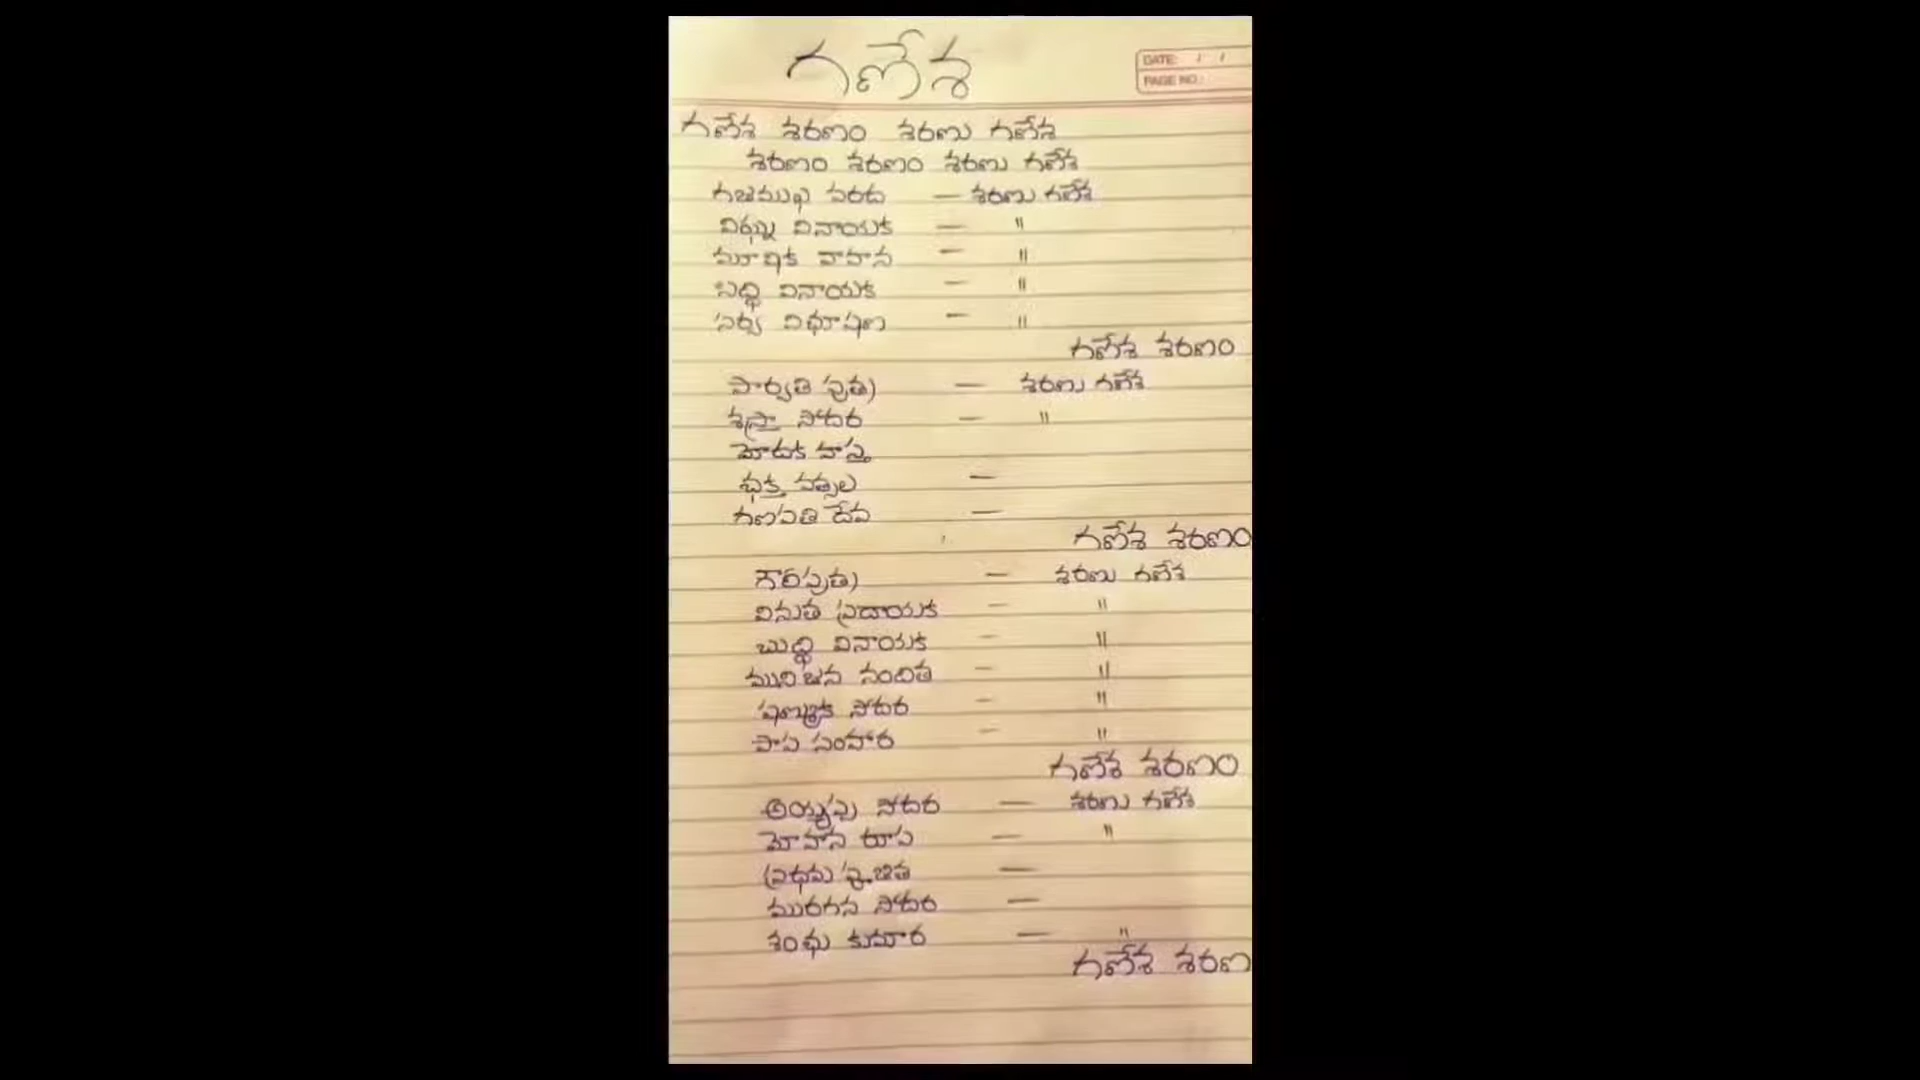 గణేశ
DATE: / /
PAGE NO.:
గణేశ శరణం శరణు గణేశ
శరణం శరణం శరణు గణేశ
గజముఖ వరద — శరణు గణేశ
విఘ్న వినాయక — "
మూషిక వాహన — "
సిద్ధి వినాయక — "
సర్వ విభూషణ — "
గణేశ శరణం
పార్వతి పుత్ర — శరణు గణేశ
శాస్త్రా సోదర — "
మోదక హస్త
భక్త వత్సల —
గణపతి దేవ —
గణేశ శరణం
గౌరిపుత్ర — శరణు గణేశ
వినుత ప్రదాయక — "
బుద్ధి వినాయక — "
మునిజన వందిత — "
షణ్ముక సోదర — "
పాప సంహార — "
గణేశ శరణం
అయ్యప్ప సోదర — శరణు గణేశ
మోహన రూప — "
ప్రథమ పూజిత —
మురగన సోదర —
శంభు కుమార — "
గణేశ శరణ